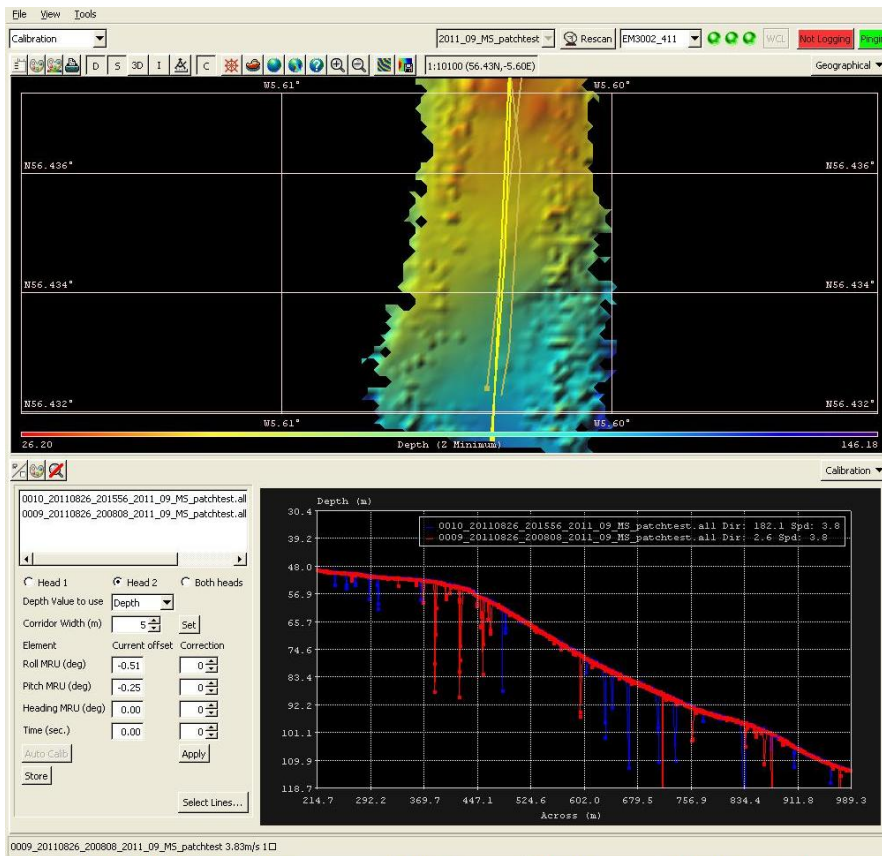 File View Tools
Calibration 2011_09_MS_patchtest Rescan EM3002_411 WCL Not Logging Pingi
D S 3D I C 1:10100 (56.43N,-5.60E) Geographical
W5.61° W5.60°
N56.436° N56.436°
N56.434° N56.434°
N56.432° N56.432°
W5.61° W5.60°
26.20 Depth (Z Minimum) 146.18
Calibration
0010_20110826_201556_2011_09_MS_patchtest.all
0009_20110826_200808_2011_09_MS_patchtest.all
Head 1 Head 2 Both heads
Depth Value to use Depth
Corridor Width (m) 5 Set
Element Current offset Correction
Roll MRU (deg) -0.51 0
Pitch MRU (deg) -0.25 0
Heading MRU (deg) 0.00 0
Time (sec.) 0.00 0
Auto Calib Apply
Store
Select Lines...
Depth (m)
0010_20110826_201556_2011_09_MS_patchtest.all Dir: 182.1 Spd: 3.8
0009_20110826_200808_2011_09_MS_patchtest.all Dir: 2.6 Spd: 3.8
30.4
39.2
48.0
56.9
65.7
74.6
83.4
92.2
101.1
109.9
118.7
214.7 292.2 369.7 447.1 524.6 602.0 679.5 756.9 834.4 911.8 989.3
Across (m)
0009_20110826_200808_2011_09_MS_patchtest 3.83m/s 1